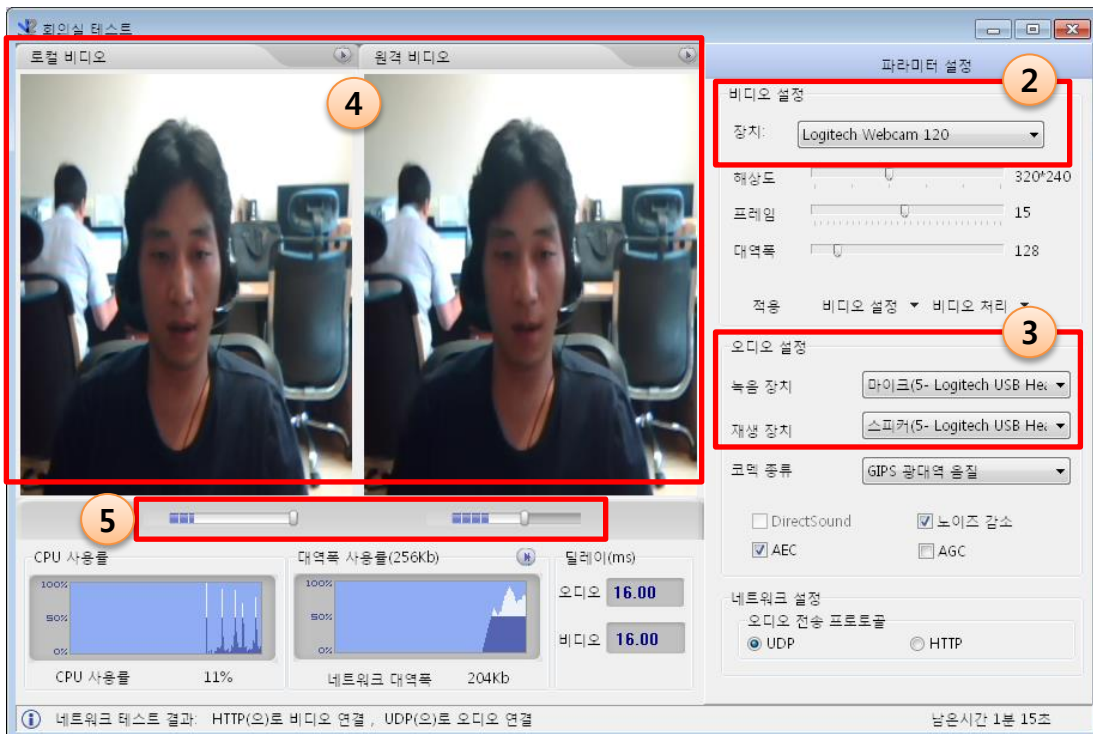 회의실 테스트
로컬 비디오
원격 비디오
4
5
CPU 사용률
100%
50%
0%
CPU 사용률 11%
대역폭 사용률(256Kb)
100%
50%
0%
네트워크 대역폭 204Kb
딜레이(ms)
오디오 16.00
비디오 16.00
파라미터 설정
2
비디오 설정
장치: Logitech Webcam 120
해상도 320*240
프레임 15
대역폭 128
적용 비디오 설정 비디오 처리
3
오디오 설정
녹음 장치 마이크(5- Logitech USB Hea
재생 장치 스피커(5- Logitech USB Hea
코덱 종류 GIPS 광대역 음질
DirectSound 노이즈 감소
AEC AGC
네트워크 설정
오디오 전송 프로토콜
UDP HTTP
네트워크 테스트 결과: HTTP(으)로 비디오 연결 , UDP(으)로 오디오 연결
남은시간 1분 15초